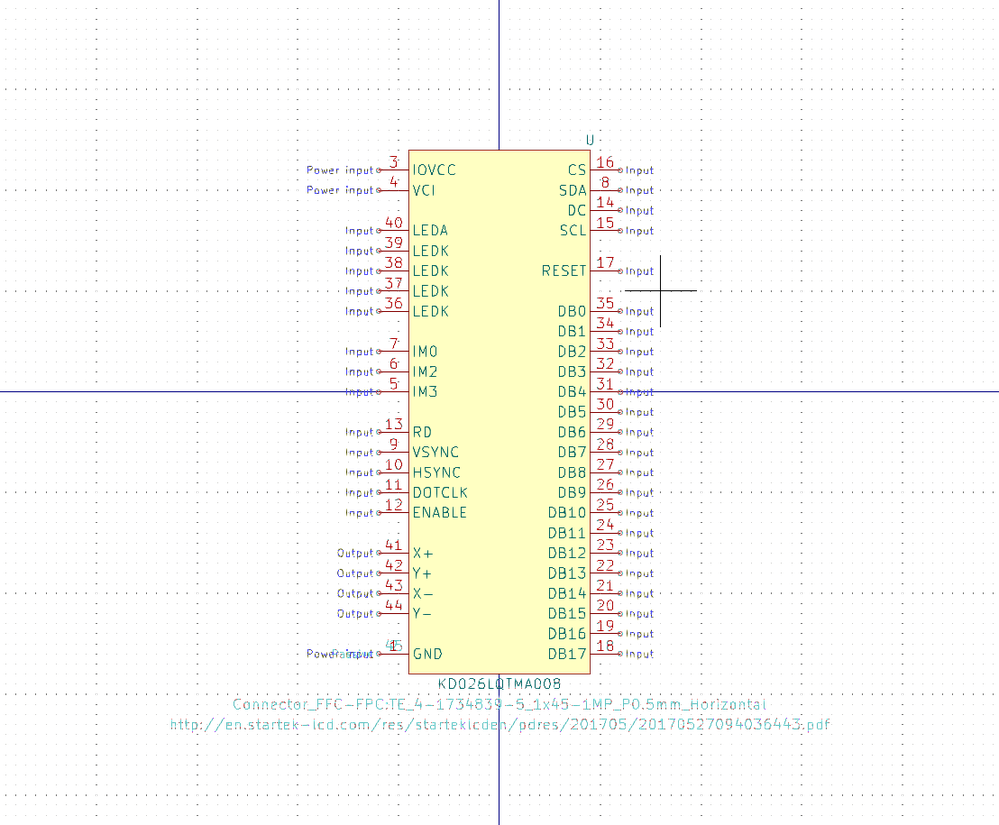 U
Power input 3 IOVCC CS 16 Input
Power input 4 VCI SDA 8 Input
DC 14 Input
Input 40 LEDA SCL 15 Input
Input 39 LEDK
Input 38 LEDK RESET 17 Input
Input 37 LEDK
Input 36 LEDK DB0 35 Input
DB1 34 Input
Input 7 IM0 DB2 33 Input
Input 6 IM2 DB3 32 Input
Input 5 IM3 DB4 31 Input
DB5 30 Input
Input 13 RD DB6 29 Input
Input 9 VSYNC DB7 28 Input
Input 10 HSYNC DB8 27 Input
Input 11 DOTCLK DB9 26 Input
Input 12 ENABLE DB10 25 Input
DB11 24 Input
Output 41 X+ DB12 23 Input
Output 42 Y+ DB13 22 Input
Output 43 X- DB14 21 Input
Output 44 Y- DB15 20 Input
DB16 19 Input
Power input 1 GND DB17 18 Input
KD026LQTMA008
Connector_FFC-FPC:TE_4-1734839-5_1x45-1MP_P0.5mm_Horizontal
http://en.startek-lcd.com/res/starteklcden/pdres/201705/20170527094036443.pdf